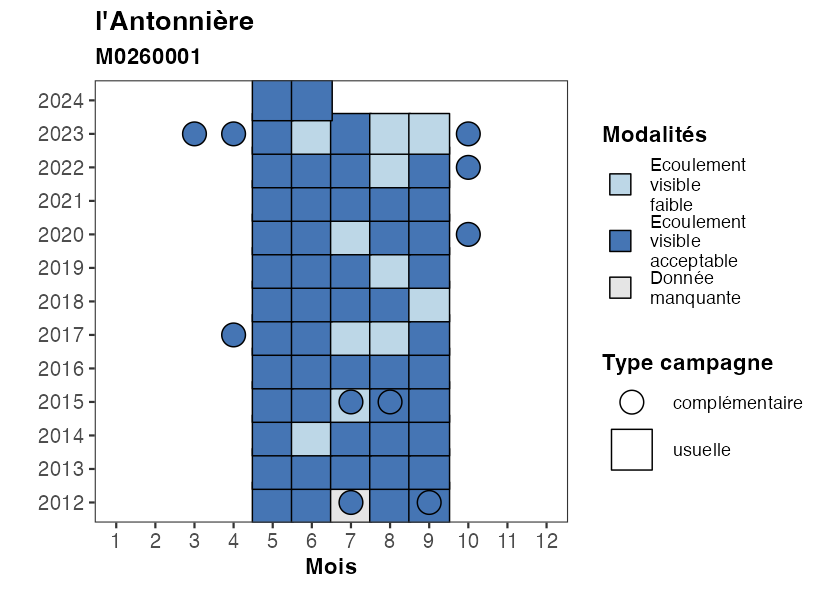 l'Antonnière
M0260001
2024
2023
2022
2021
2020
2019
2018
2017
2016
2015
2014
2013
2012
1 2 3 4 5 6 7 8 9 10 11 12
Mois
Modalités
Ecoulement
visible
faible
Ecoulement
visible
acceptable
Donnée
manquante
Type campagne
complémentaire
usuelle